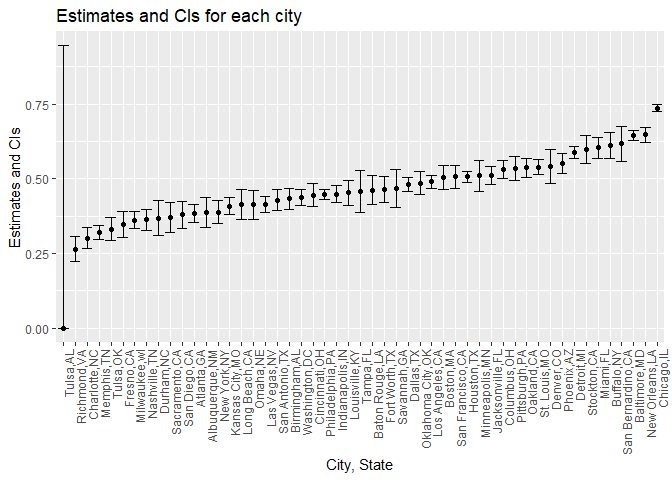 Estimates and CIs for each city
Estimates and CIs
0.75
0.50
0.25
0.00
Tulsa,AL
Richmond,VA
Charlotte,NC
Memphis,TN
Tulsa,OK
Fresno,CA
Milwaukee,wI
Nashville,TN
Durham,NC
Sacramento,CA
San Diego,CA
Atlanta,GA
Albuquerque,NM
New York,NY
Kansas City,MO
Long Beach,CA
Omaha,NE
Las Vegas,NV
San Antonio,TX
Birmingham,AL
Washington,DC
Cincinnati,OH
Philadelphia,PA
Indianapolis,IN
Louisville,KY
Tampa,FL
Baton Rouge,LA
Fort Worth,TX
Savannah,GA
Dallas,TX
Oklahoma City,OK
Los Angeles,CA
Boston,MA
San Francisco,CA
Houston,TX
Minneapolis,MN
Jacksonville,FL
Columbus,OH
Pittsburgh,PA
Oakland,CA
St. Louis,MO
Denver,CO
Phoenix,AZ
Detroit,MI
Stockton,CA
Miami,FL
Buffalo,NY
San Bernardino,CA
Baltimore,MD
New Orleans,LA
Chicago,IL
City, State